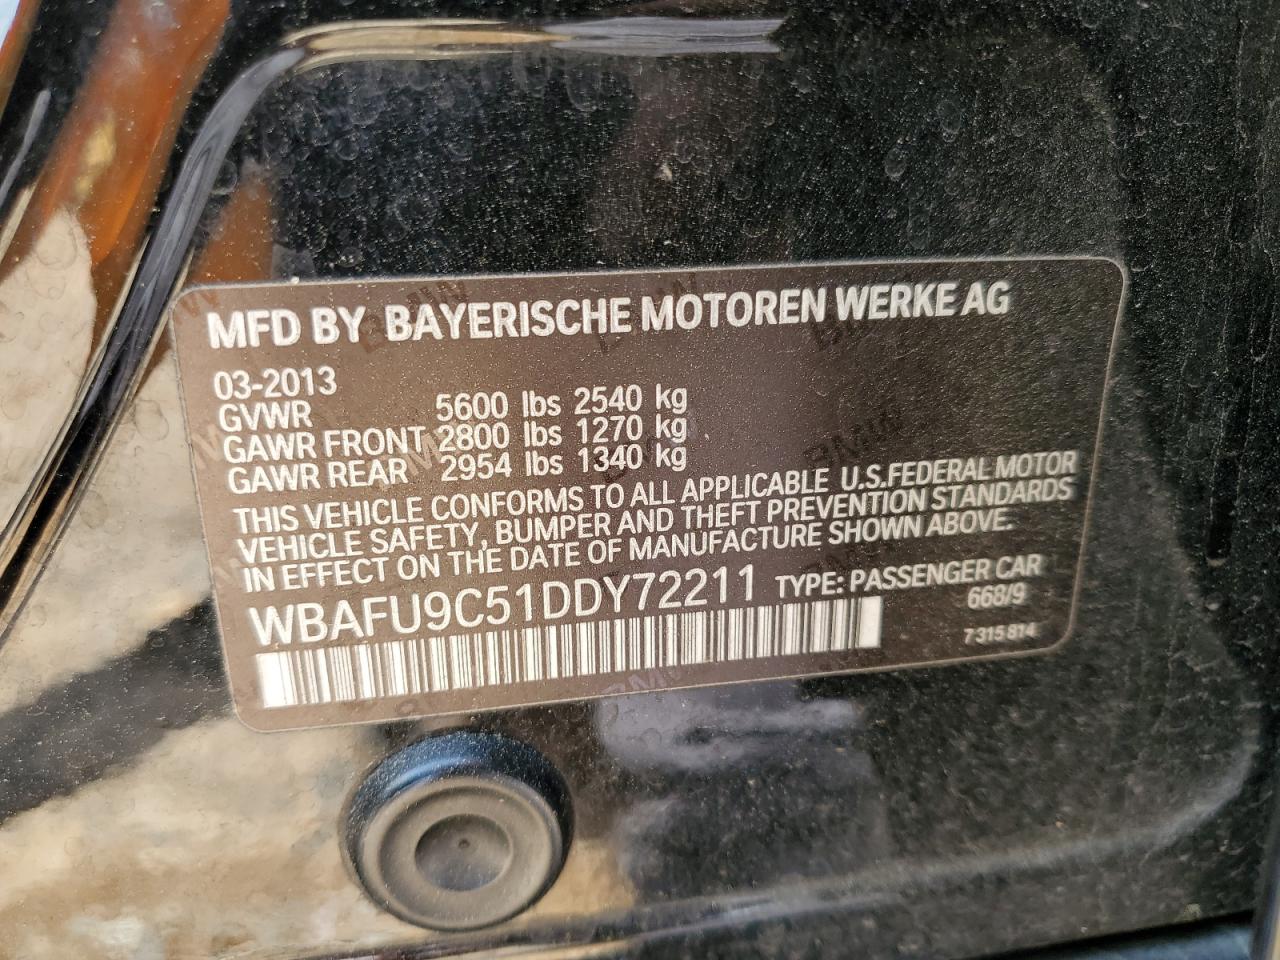 MFD BY BAYERISCHE MOTOREN WERKE AG
03-2013
GVWR 5600 lbs 2540 kg
GAWR FRONT 2800 lbs 1270 kg
GAWR REAR 2954 lbs 1340 kg
THIS VEHICLE CONFORMS TO ALL APPLICABLE U.S.FEDERAL MOTOR
VEHICLE SAFETY, BUMPER AND THEFT PREVENTION STANDARDS
IN EFFECT ON THE DATE OF MANUFACTURE SHOWN ABOVE.
WBAFU9C51DDY72211 TYPE: PASSENGER CAR
668/9
7 315 814